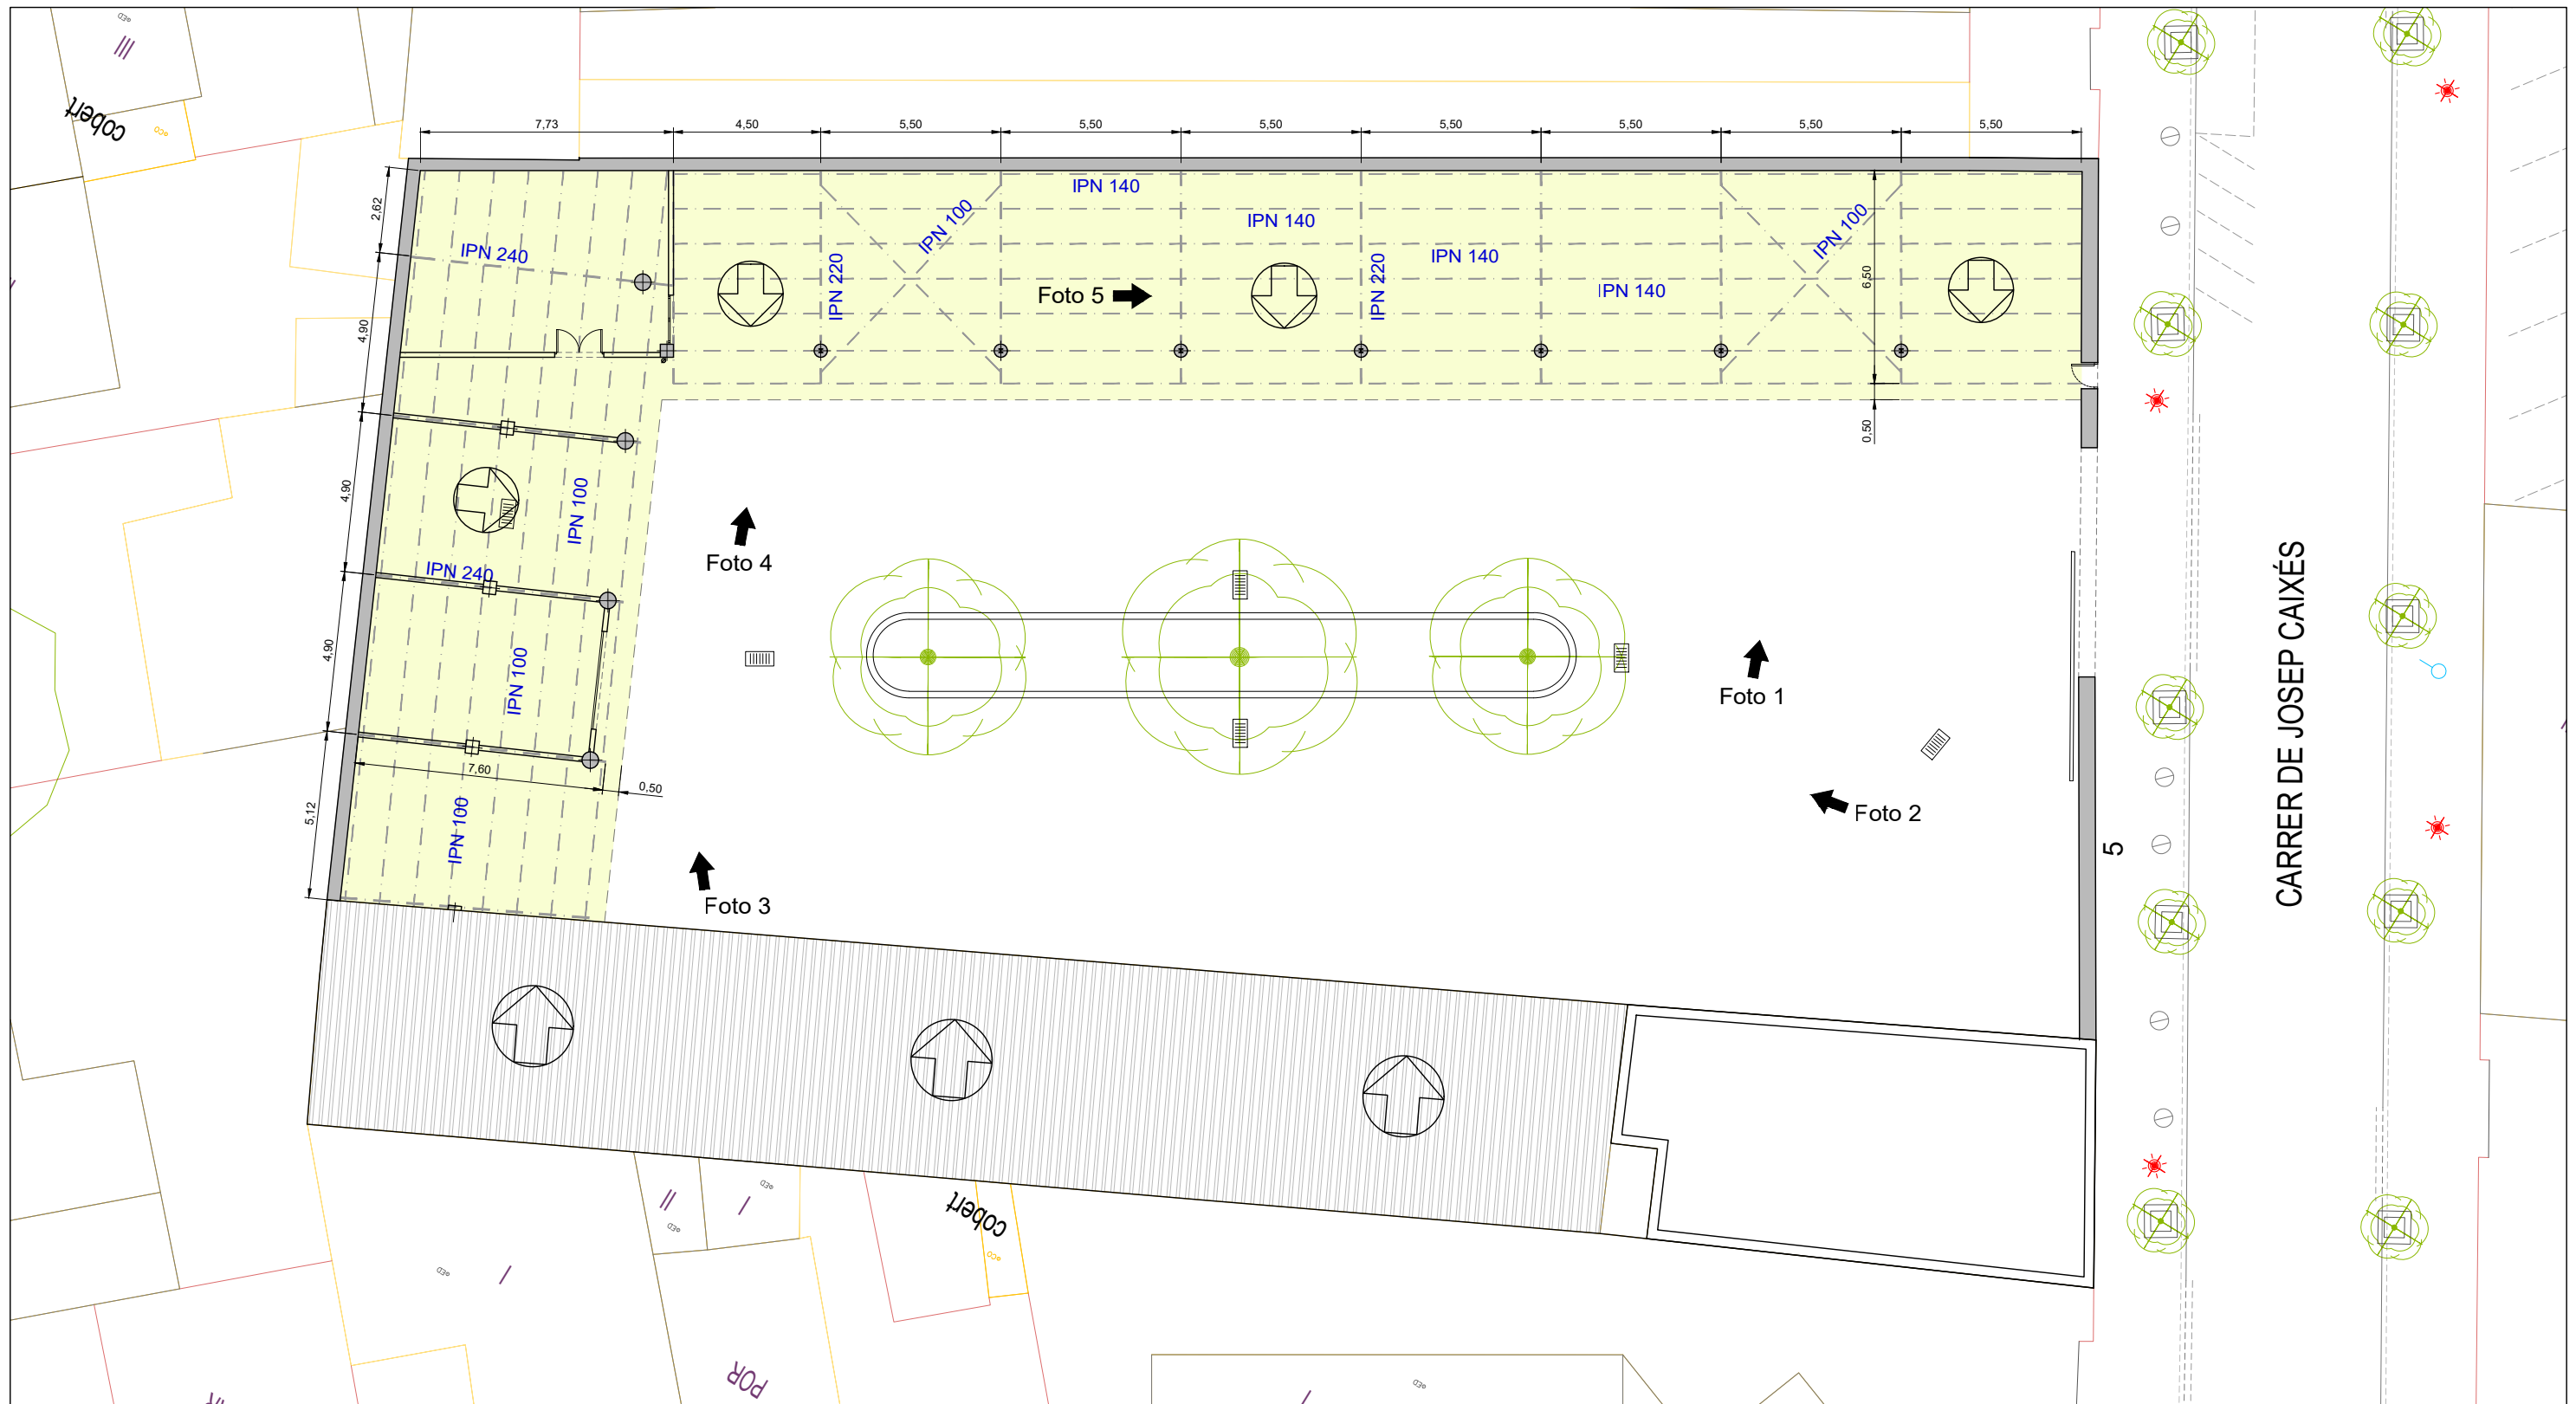 cobert
7,73
4,50
5,50
5,50
5,50
5,50
5,50
5,50
5,50
2,62
4,90
4,90
4,90
5,12
IPN 140
IPN 140
IPN 140
IPN 140
IPN 100
IPN 100
IPN 220
IPN 220
IPN 240
6,50
0,50
Foto 5
IPN 100
IPN 240
IPN 100
7,60
0,50
IPN 100
Foto 4
Foto 1
Foto 2
Foto 3
5
CARRER DE JOSEP CAIXÉS
cobert
POR